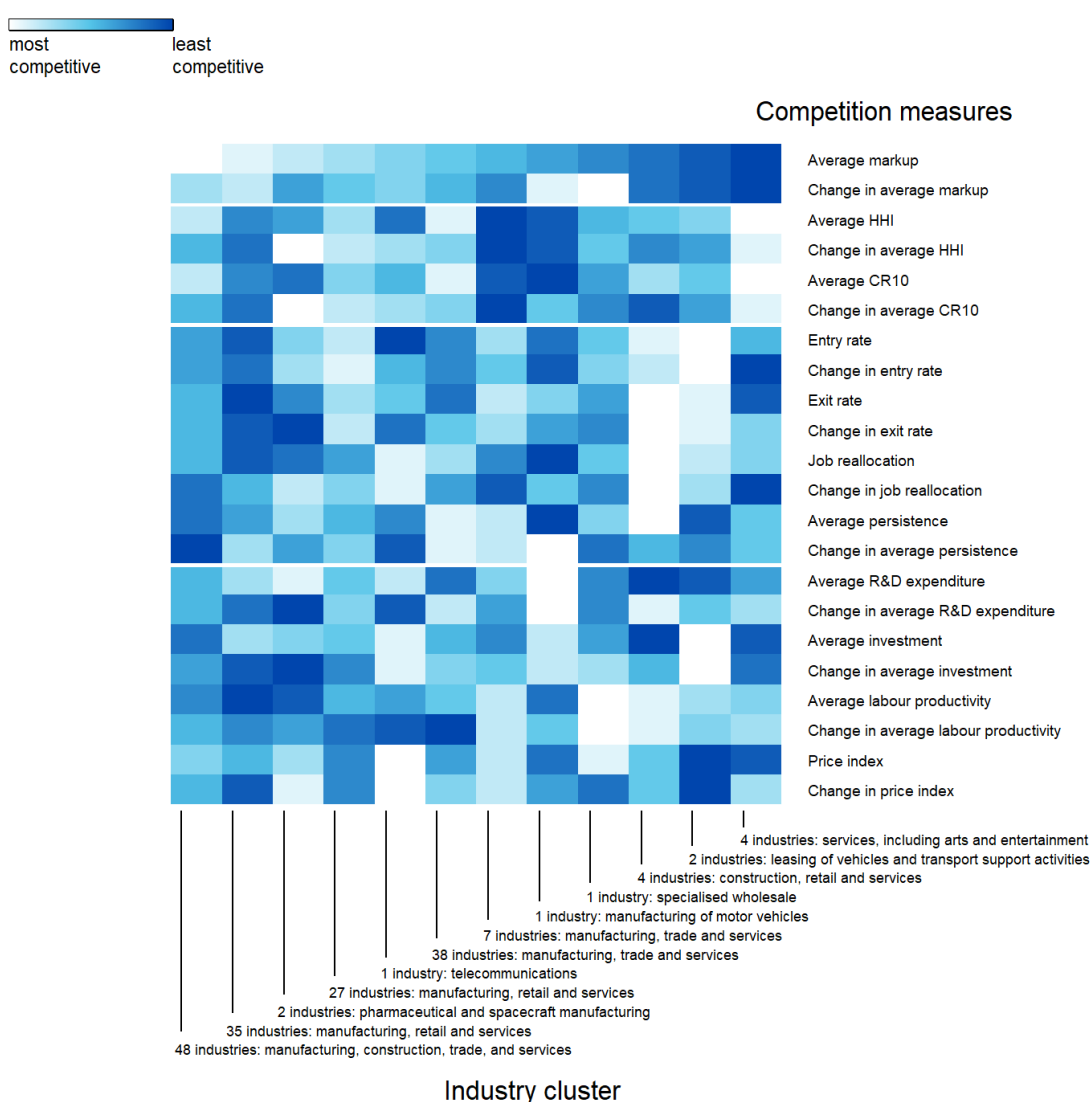 most
competitive
least
competitive
Competition measures
Average markup
Change in average markup
Average HHI
Change in average HHI
Average CR10
Change in average CR10
Entry rate
Change in entry rate
Exit rate
Change in exit rate
Job reallocation
Change in job reallocation
Average persistence
Change in average persistence
Average R&D expenditure
Change in average R&D expenditure
Average investment
Change in average investment
Average labour productivity
Change in average labour productivity
Price index
Change in price index
4 industries: services, including arts and entertainment
2 industries: leasing of vehicles and transport support activities
4 industries: construction, retail and services
1 industry: specialised wholesale
1 industry: manufacturing of motor vehicles
7 industries: manufacturing, trade and services
38 industries: manufacturing, trade and services
1 industry: telecommunications
27 industries: manufacturing, retail and services
2 industries: pharmaceutical and spacecraft manufacturing
35 industries: manufacturing, retail and services
48 industries: manufacturing, construction, trade, and services
Industry cluster